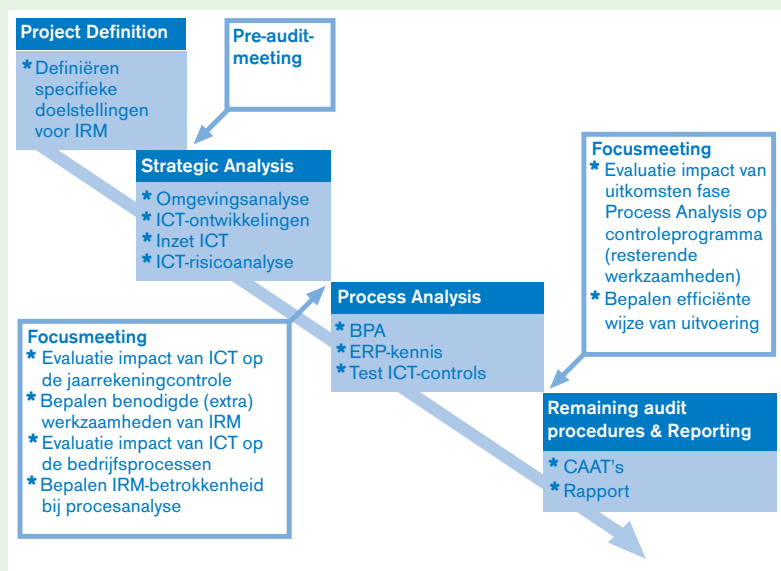 Project Definition
* Definiëren
specifieke
doelstellingen
voor IRM
Pre-audit-
meeting
Strategic Analysis
* Omgevingsanalyse
* ICT-ontwikkelingen
* Inzet ICT
* ICT-risicoanalyse
Focusmeeting
* Evaluatie impact van ICT op
de jaarrekeningcontrole
* Bepalen benodigde (extra)
werkzaamheden van IRM
* Evaluatie impact van ICT op
de bedrijfsprocessen
* Bepalen IRM-betrokkenheid
bij procesanalyse
Process Analysis
* BPA
* ERP-kennis
* Test ICT-controls
Focusmeeting
* Evaluatie impact van
uitkomsten fase
Process Analysis op
controleprogramma
(resterende
werkzaamheden)
* Bepalen efficiënte
wijze van uitvoering
Remaining audit
procedures & Reporting
* CAAT's
* Rapport